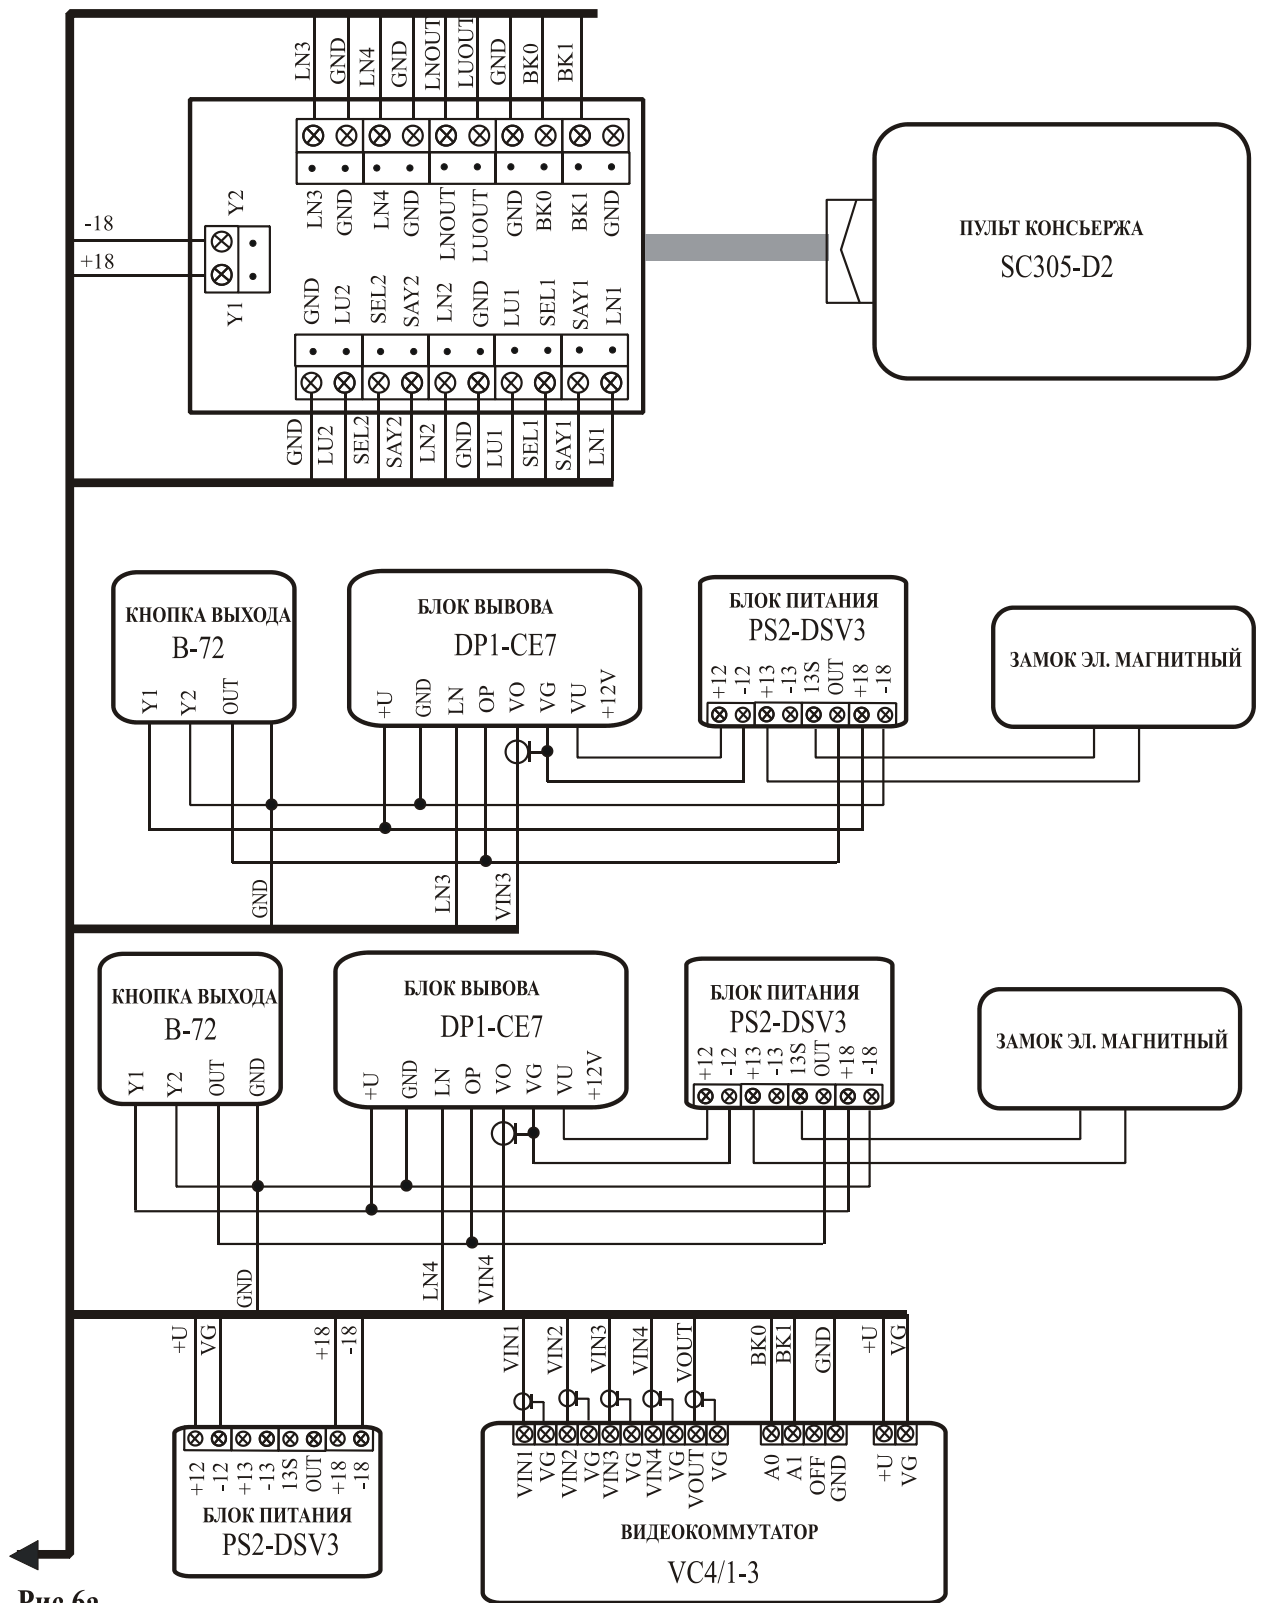 LN3 GND LN4 GND LNOUT LUOUT GND BK0 BK1
LN3 GND LN4 GND LNOUT LUOUT GND BK0 BK1 GND
Y2
-18
+18
Y1
ПУЛЬТ КОНСЬЕРЖА
SC305-D2
GND LU2 SEL2 SAY2 LN2 GND LU1 SEL1 SAY1 LN1
GND LU2 SEL2 SAY2 LN2 GND LU1 SEL1 SAY1 LN1
КНОПКА ВЫХОДА
B-72
Y1 Y2 OUT
БЛОК ВЫВОВА
DP1-CE7
+U GND LN OP VO VG VU +12V
БЛОК ПИТАНИЯ
PS2-DSV3
+12 -12 +13 -13 13S OUT +18 -18
ЗАМОК ЭЛ. МАГНИТНЫЙ
GND LN3 VIN3
КНОПКА ВЫХОДА
B-72
Y1 Y2 OUT GND
БЛОК ВЫВОВА
DP1-CE7
+U GND LN OP VO VG VU +12V
БЛОК ПИТАНИЯ
PS2-DSV3
+12 -12 +13 -13 13S OUT +18 -18
ЗАМОК ЭЛ. МАГНИТНЫЙ
GND LN4 VIN4
+U VG +18 -18
VIN1 VIN2 VIN3 VIN4 VOUT BK0 BK1 GND +U VG
+12 -12 +13 -13 13S OUT +18 -18
БЛОК ПИТАНИЯ
PS2-DSV3
VIN1 VG VIN2 VG VIN3 VG VIN4 VG VOUT VG A0 A1 OFF GND +U VG
ВИДЕОКОММУТАТОР
VC4/1-3
Рис 6а